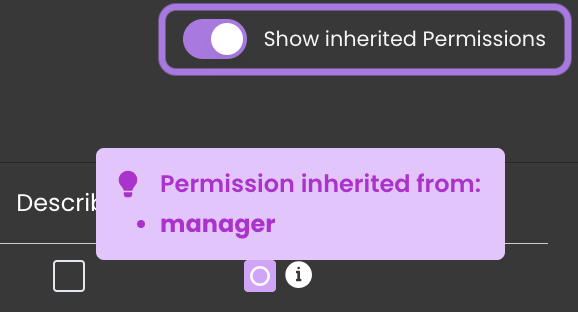 Show inherited Permissions
Permission inherited from:
Describ
• manager